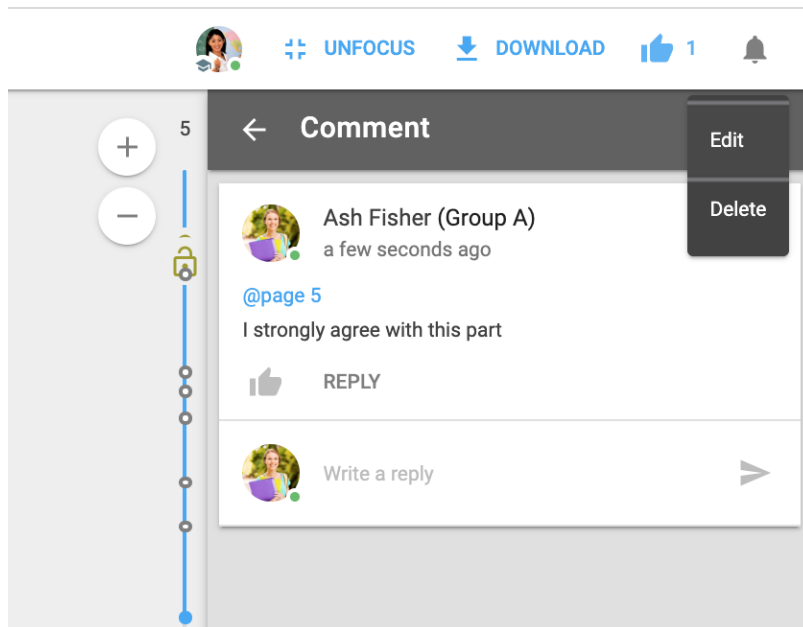 UNFOCUS DOWNLOAD 1
5
Comment
Edit
Delete
Ash Fisher (Group A)
a few seconds ago
@page 5
I strongly agree with this part
REPLY
Write a reply